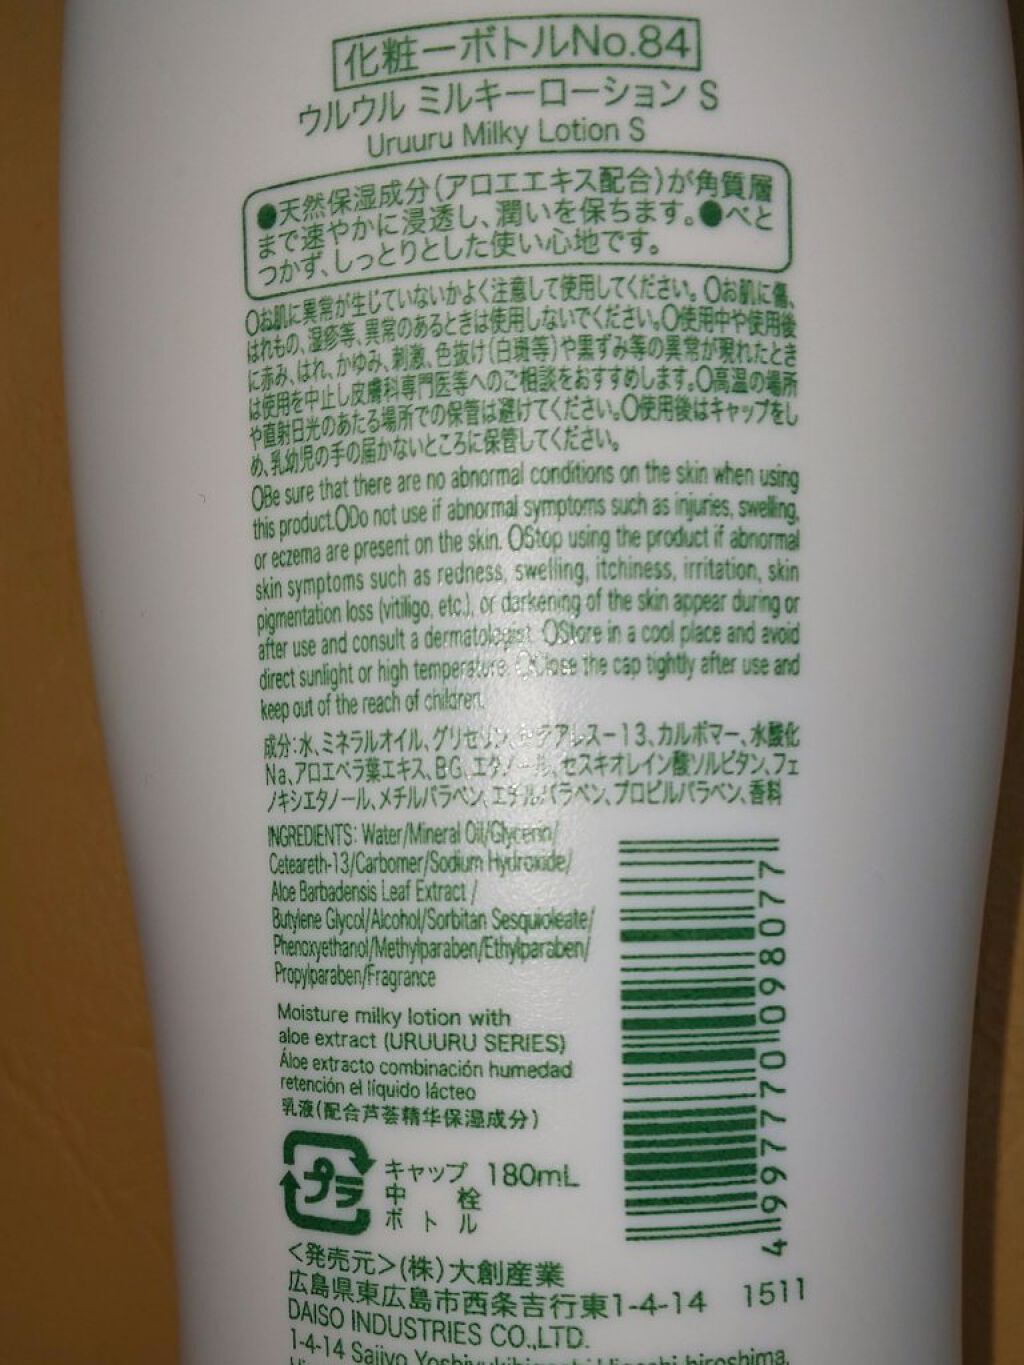 化粧一ボトルNo.84
ウルウル ミルキーローション S
Uruuru Milky Lotion S
●天然保湿成分(アロエエキス配合)が角質層
まで速やかに浸透し、潤いを保ちます。●べと
つかず、しっとりとした使い心地です。
○お肌に異常が生じていないかよく注意して使用してください。○お肌に傷、
はれもの、湿疹等、異常のあるときは使用しないでください。○使用中や使用後
に赤み、はれ、かゆみ、刺激、色抜け(白斑等)や黒ずみ等の異常が現れたとき
は使用を中止し皮膚科専門医等へのご相談をおすすめします。○高温の場所
や直射日光のあたる場所での保管は避けてください。○使用後はキャップをし
め、乳幼児の手の届かないところに保管してください。
○Be sure that there are no abnormal conditions on the skin when using
this product.○Do not use if abnormal symptoms such as injuries, swelling,
or eczema are present on the skin. ○Stop using the product if abnormal
skin symptoms such as redness, swelling, itchiness, irritation, skin
pigmentation loss (vitiligo, etc.), or darkening of the skin appear during or
after use and consult a dermatologist. ○Store in a cool place and avoid
direct sunlight or high temperature. ○Close the cap tightly after use and
keep out of the reach of children.
成分:水、ミネラルオイル、グリセリン、セテアレス－13、カルボマー、水酸化
Na、アロエベラ葉エキス、BG、エタノール、セスキオレイン酸ソルビタン、フェ
ノキシエタノール、メチルパラベン、エチルパラベン、プロピルパラベン、香料
INGREDIENTS: Water/Mineral Oil/Glycerin/
Ceteareth-13/Carbomer/Sodium Hydroxide/
Aloe Barbadensis Leaf Extract /
Butylene Glycol/Alcohol/Sorbitan Sesquioleate/
Phenoxyethanol/Methylparaben/Ethylparaben/
Propylparaben/Fragrance
Moisture milky lotion with
aloe extract (URUURU SERIES)
Áloe extracto combinación humedad
retención el líquido lácteo
乳液(配合芦荟精华保湿成分)
4 997770 098077
プラ
キャップ 180mL
中 栓
ボトル
<発売元>(株)大創産業
広島県東広島市西条吉行東1-4-14 1511
DAISO INDUSTRIES CO.,LTD.
1-4-14 Saijyo Yoshiyukihigashi Higashi-hiroshima,